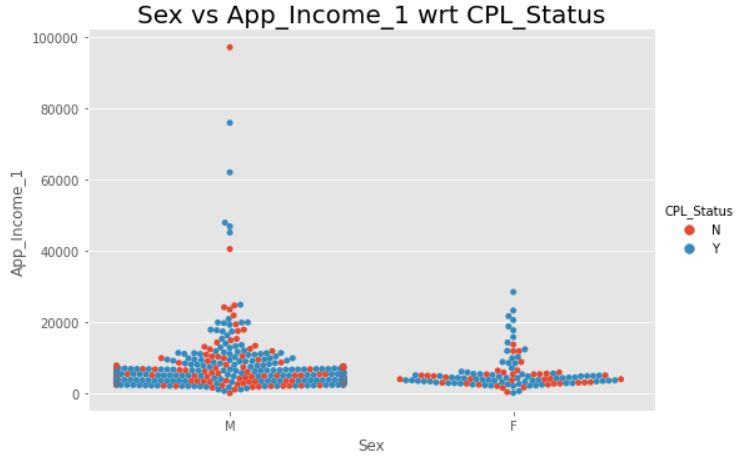 Sex vs App_Income_1 wrt CPL_Status
100000
80000
60000
40000
20000
0
App_Income_1
M
F
Sex
CPL_Status
N
Y